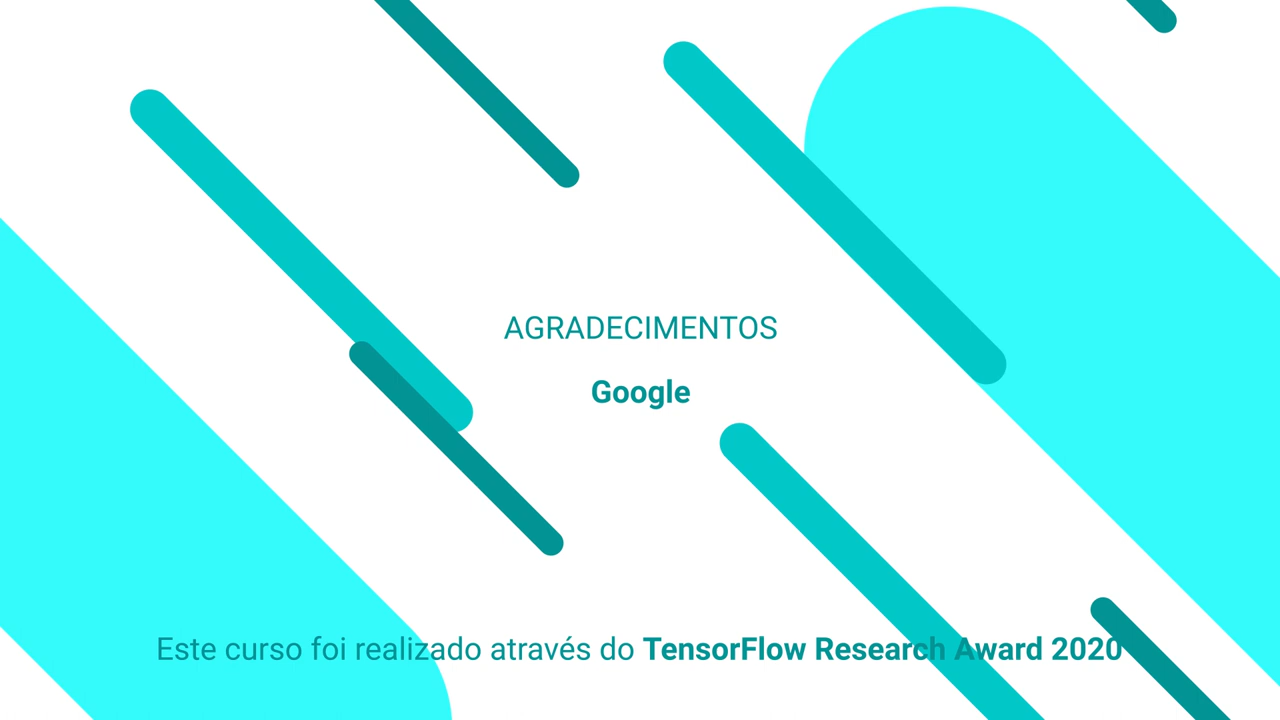 AGRADECIMENTOS
Google
Este curso foi realizado através do TensorFlow Research Award 2020